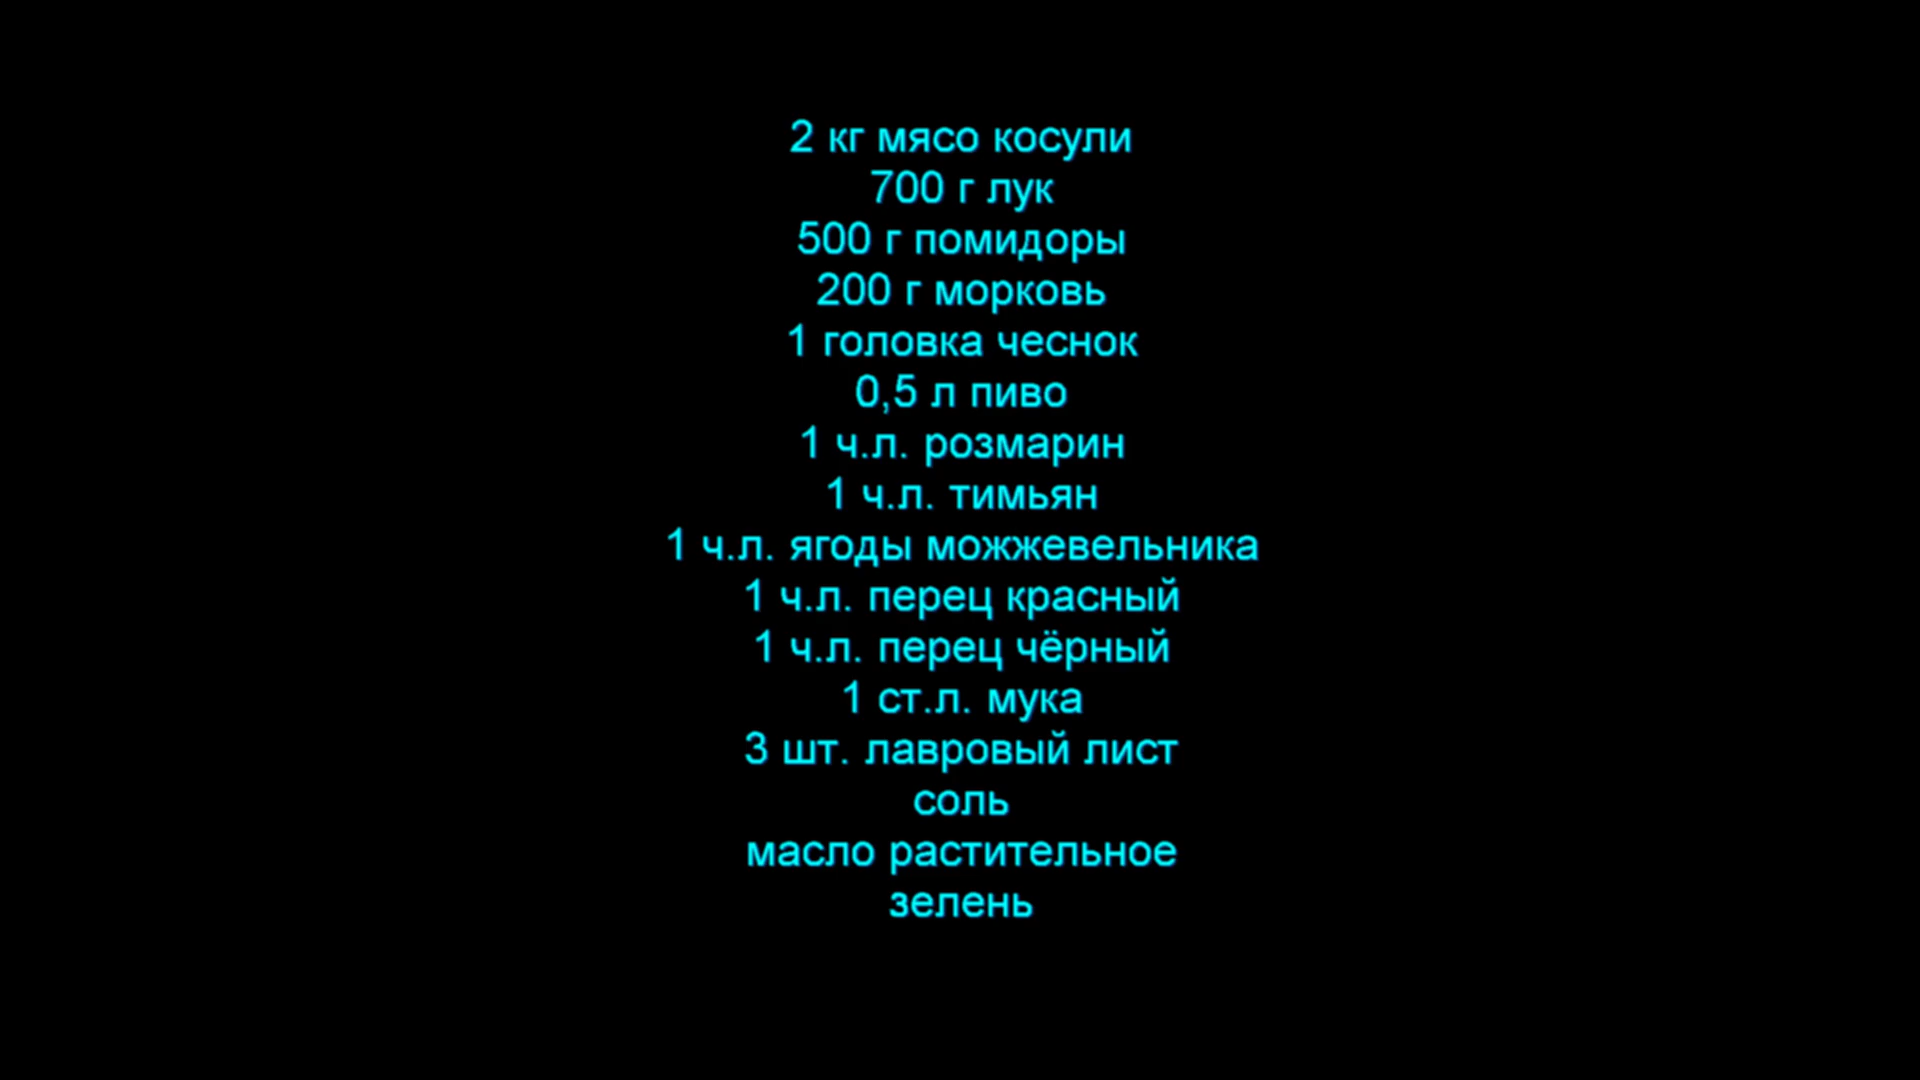 2 кг мясо косули
700 г лук
500 г помидоры
200 г морковь
1 головка чеснок
0,5 л пиво
1 ч.л. розмарин
1 ч.л. тимьян
1 ч.л. ягоды можжевельника
1 ч.л. перец красный
1 ч.л. перец чёрный
1 ст.л. мука
3 шт. лавровый лист
соль
масло растительное
зелень